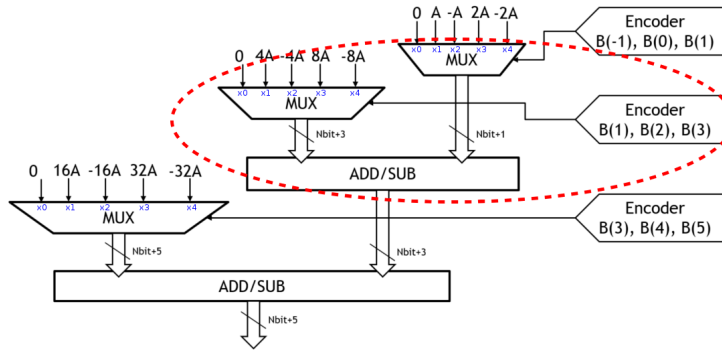 0 A -A 2A -2A
x0 x1 x2 x3 x4
MUX
Encoder
B(-1), B(0), B(1)
0 4A -4A 8A -8A
x0 x1 x2 x3 x4
MUX
Encoder
B(1), B(2), B(3)
Nbit+3
Nbit+1
ADD/SUB
0 16A -16A 32A -32A
x0 x1 x2 x3 x4
MUX
Encoder
B(3), B(4), B(5)
Nbit+5
Nbit+3
ADD/SUB
Nbit+5